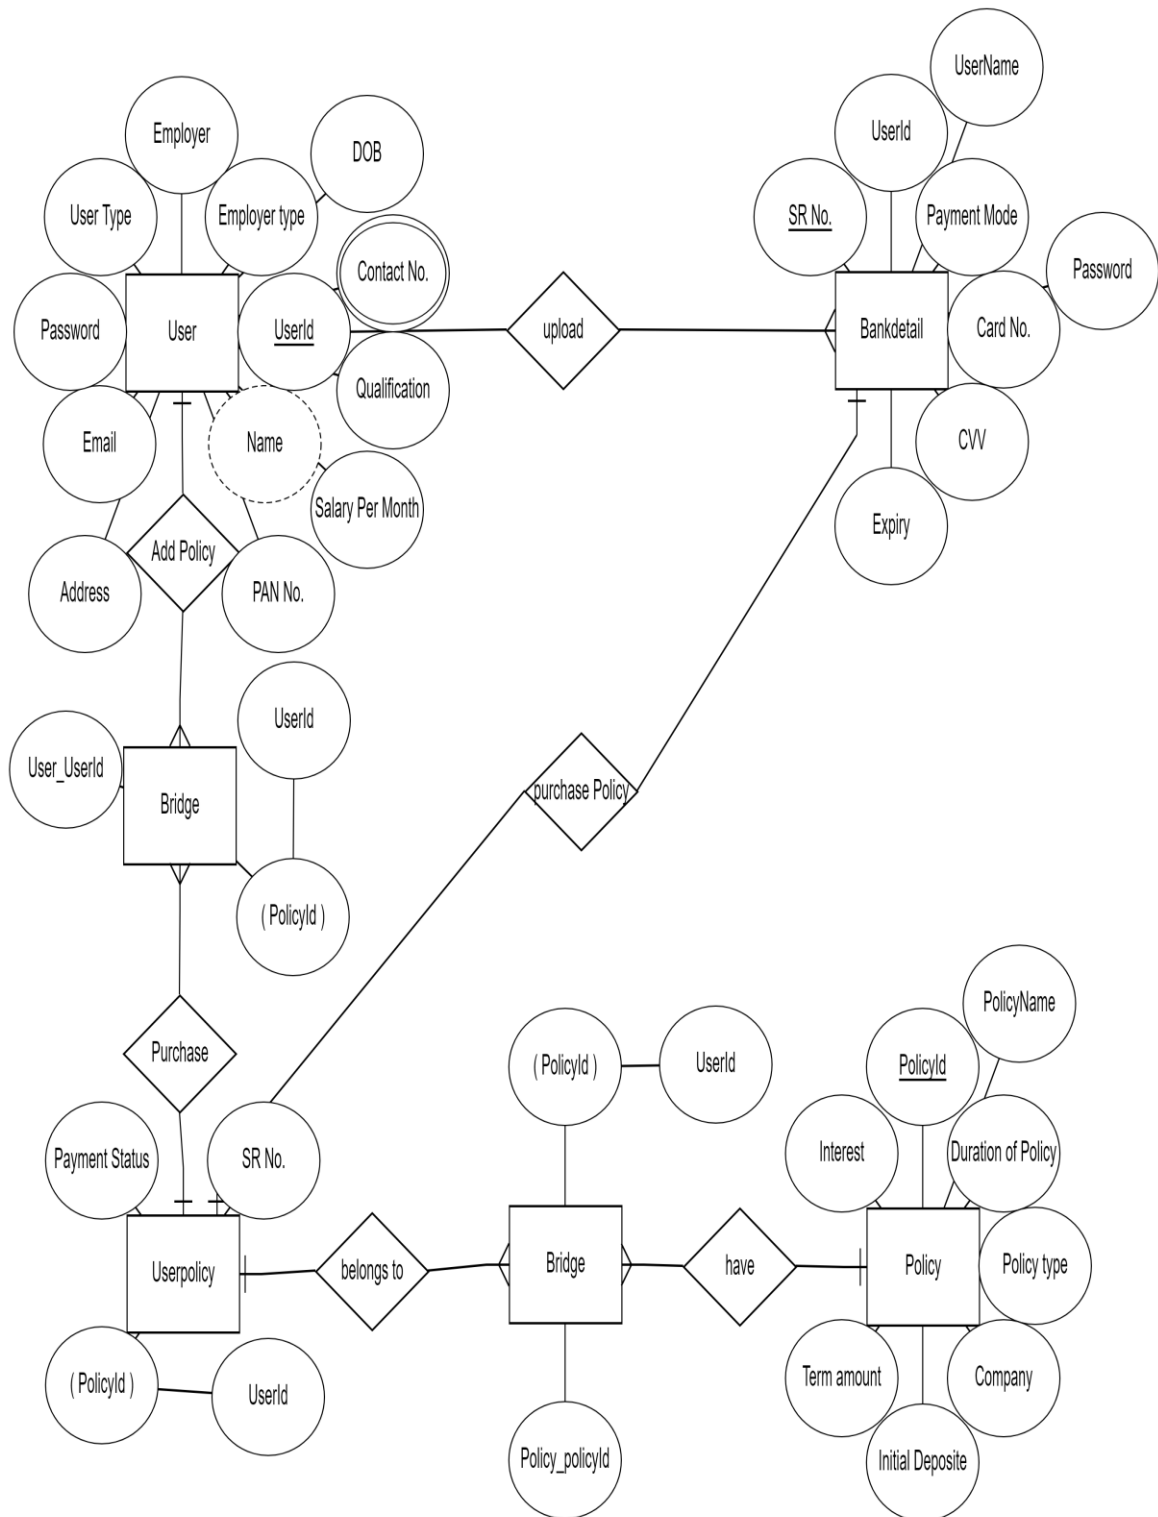 UserName
Employer
UserId
DOB
User Type
Employer type
SR No.
Payment Mode
Contact No.
Password
Password
User
UserId
upload
Bankdetail
Card No.
Qualification
Email
Name
CVV
Salary Per Month
Expiry
Add Policy
Address
PAN No.
UserId
User_UserId
purchase Policy
Bridge
( PolicyId )
PolicyName
Purchase
( PolicyId )
UserId
PolicyId
Payment Status
SR No.
Interest
Duration of Policy
Userpolicy
belongs to
Bridge
have
Policy
Policy type
( PolicyId )
UserId
Term amount
Company
Policy_policyId
Initial Deposite